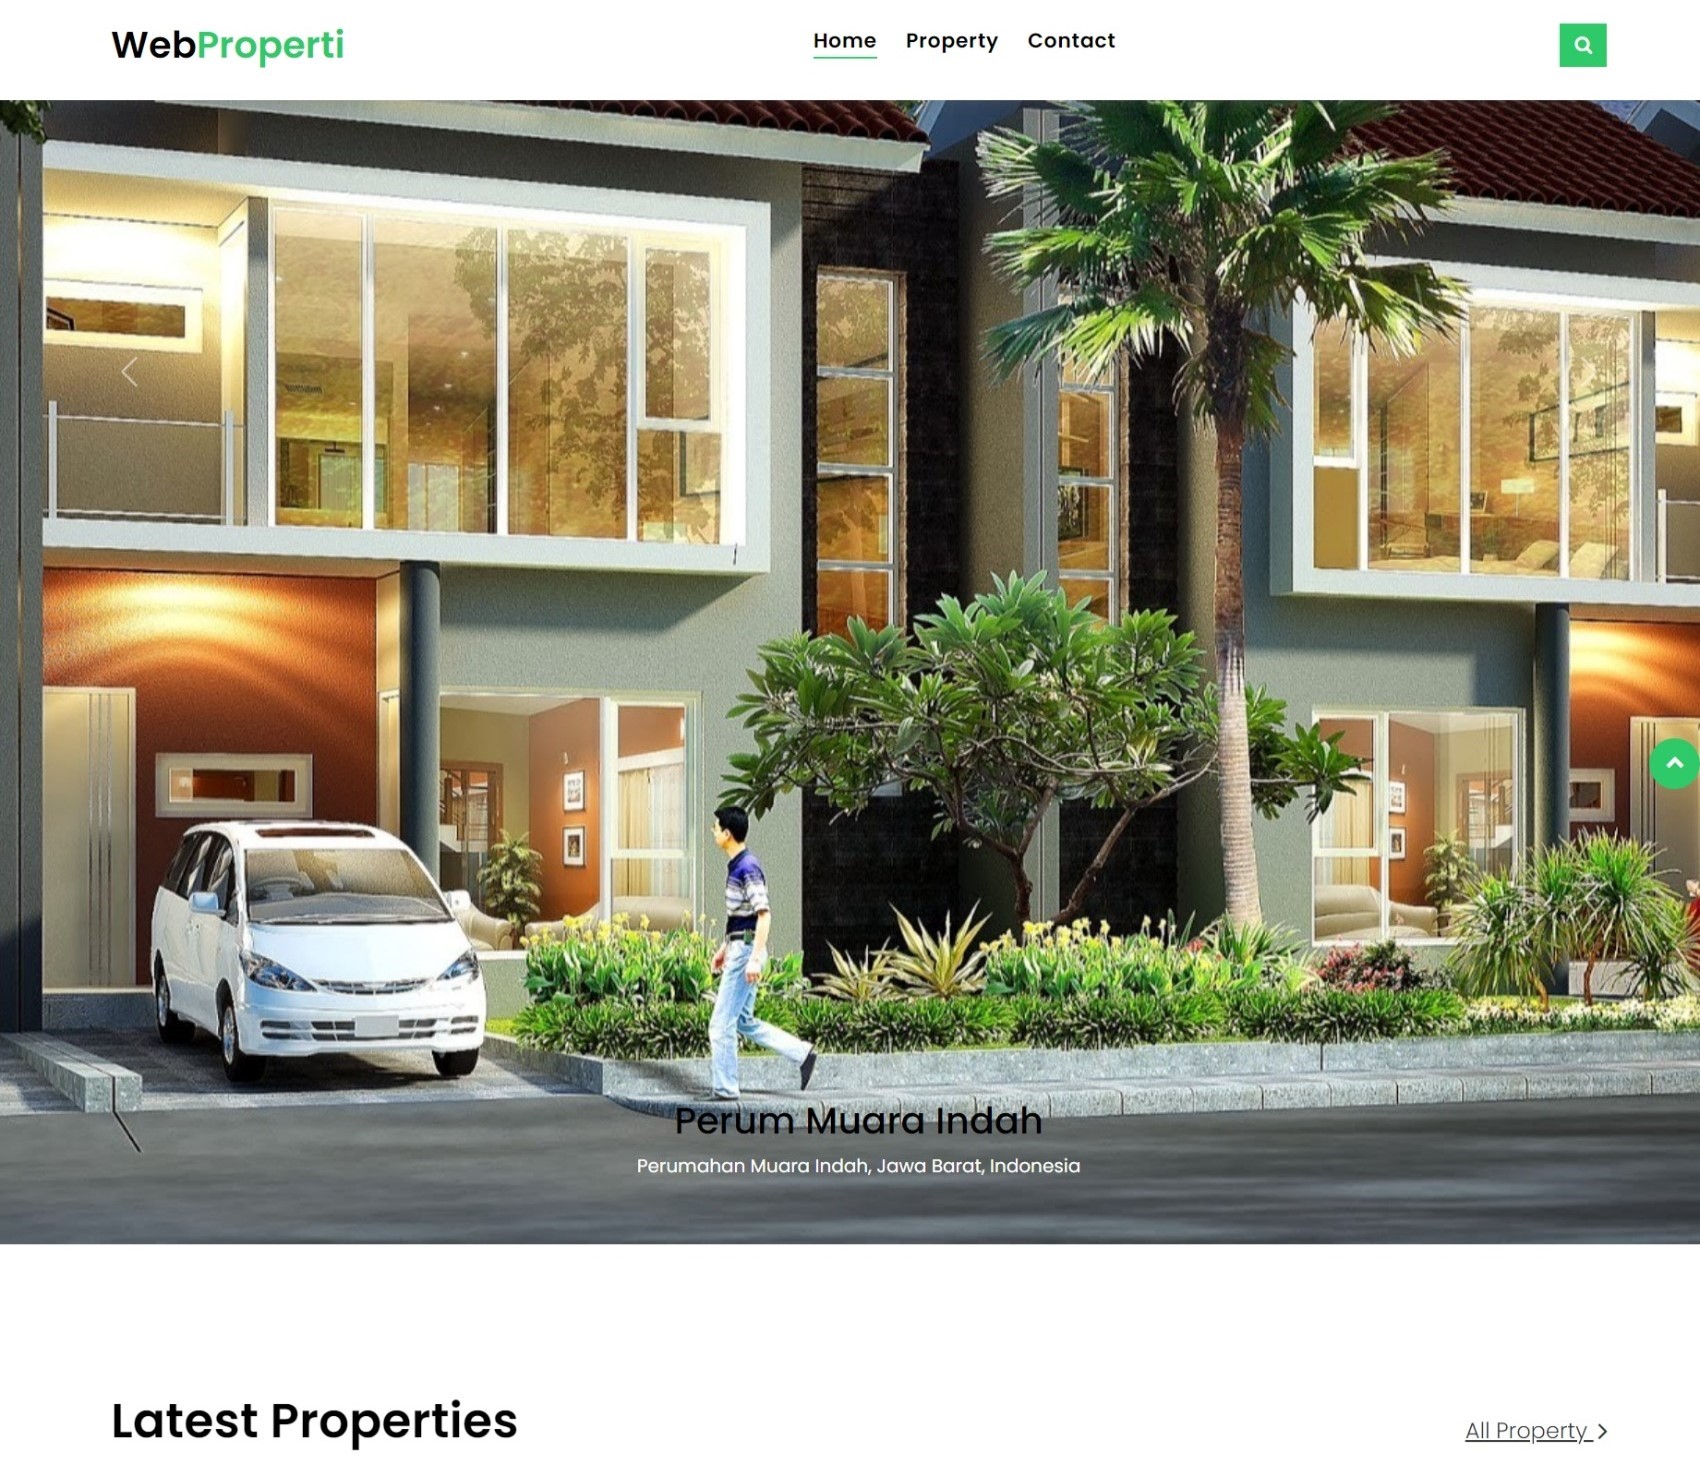 WebProperti
Home Property Contact
Perum Muara Indah
Perumahan Muara Indah, Jawa Barat, Indonesia
Latest Properties
All Property